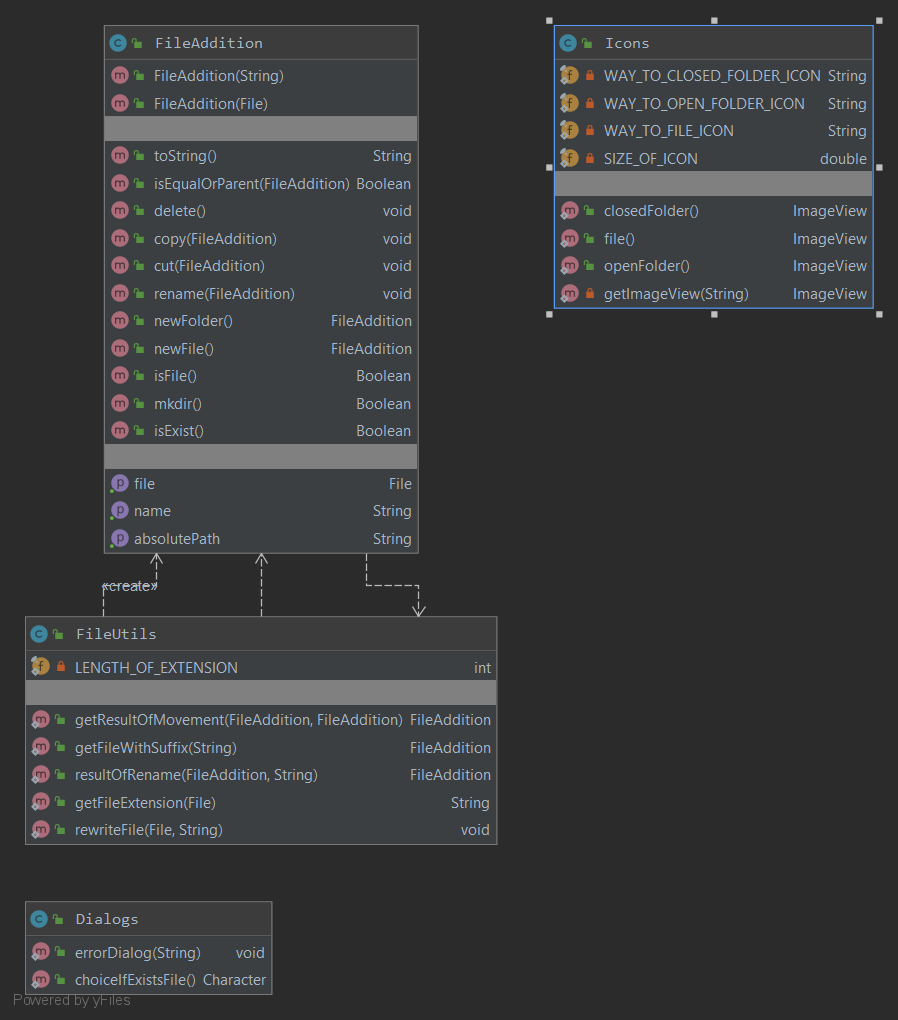 FileAddition
FileAddition(String)
FileAddition(File)
toString() String
isEqualOrParent(FileAddition) Boolean
delete() void
copy(FileAddition) void
cut(FileAddition) void
rename(FileAddition) void
newFolder() FileAddition
newFile() FileAddition
isFile() Boolean
mkdir() Boolean
isExist() Boolean
file File
name String
absolutePath String
Icons
WAY_TO_CLOSED_FOLDER_ICON String
WAY_TO_OPEN_FOLDER_ICON String
WAY_TO_FILE_ICON String
SIZE_OF_ICON double
closedFolder() ImageView
file() ImageView
openFolder() ImageView
getImageView(String) ImageView
«create»
FileUtils
LENGTH_OF_EXTENSION int
getResultOfMovement(FileAddition, FileAddition) FileAddition
getFileWithSuffix(String) FileAddition
resultOfRename(FileAddition, String) FileAddition
getFileExtension(File) String
rewriteFile(File, String) void
Dialogs
errorDialog(String) void
choiceIfExistsFile() Character
Powered by yFiles